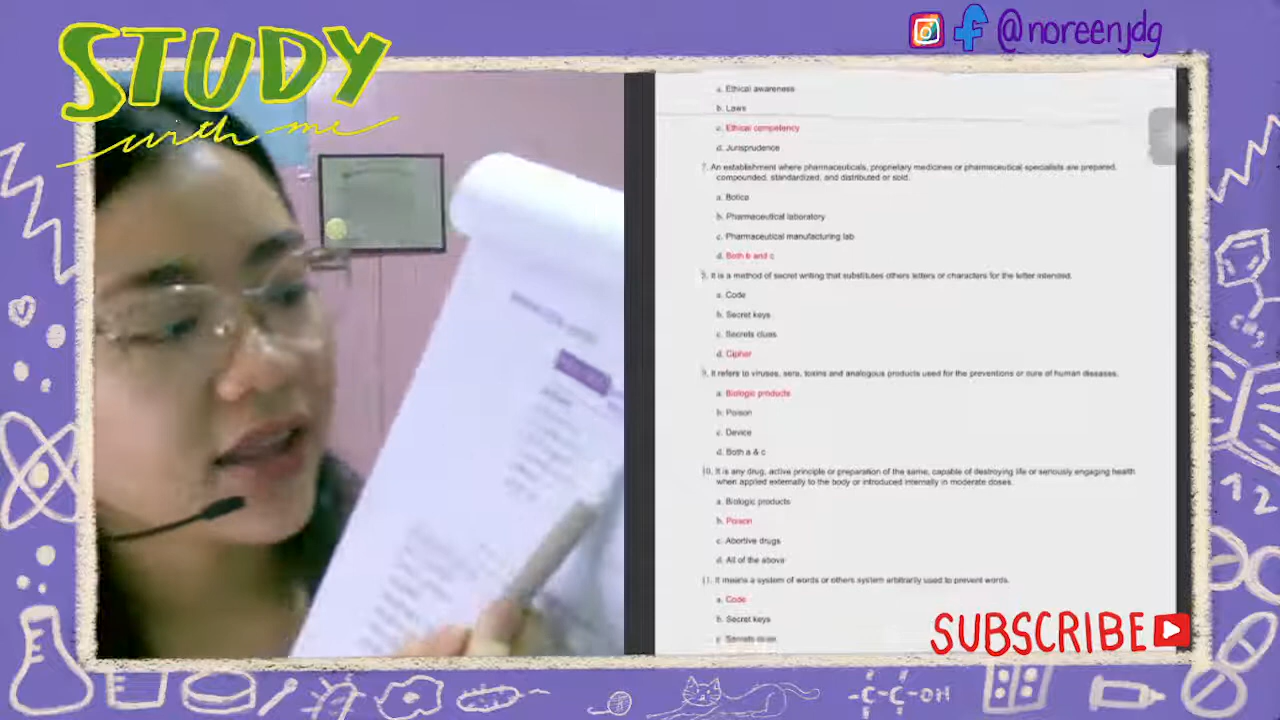 STUDY
with me
@noreenjdg
a. Ethical awareness
b. Laws
c. Ethical competency
d. Jurisprudence
7. An establishment where pharmaceuticals, proprietary medicines or pharmaceutical specialists are prepared,
compounded, standardized, and distributed or sold.
a. Botica
b. Pharmaceutical laboratory
c. Pharmaceutical manufacturing lab
d. Both b and c
8. It is a method of secret writing that substitutes others letters or characters for the letter intended.
a. Code
b. Secret keys
c. Secrets clues
d. Cipher
9. It refers to viruses, sera, toxins and analogous products used for the preventions or cure of human diseases.
a. Biologic products
b. Poison
c. Device
d. Both a & c
10. It is any drug, active principle or preparation of the same, capable of destroying life or seriously engaging health
when applied externally to the body or introduced internally in moderate doses.
a. Biologic products
b. Poison
c. Abortive drugs
d. All of the above
11. It means a system of words or others system arbitrarily used to prevent words.
a. Code
b. Secret keys
c. Secrets clues
SUBSCRIBE
CH3
-C-C-OH